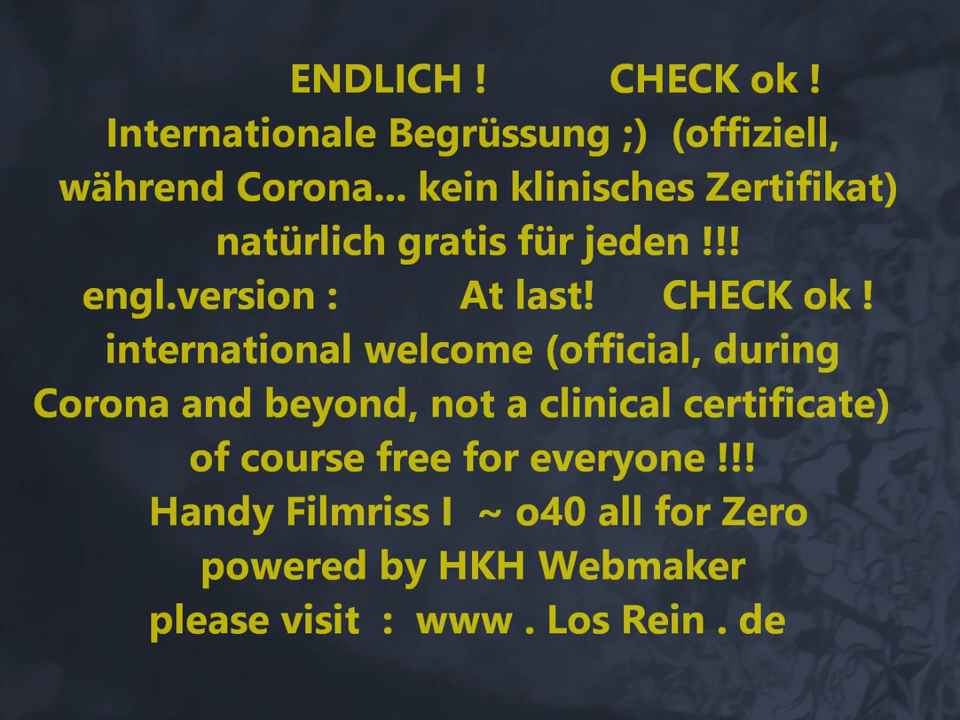 ENDLICH ! CHECK ok !
Internationale Begrüssung ;) (offiziell,
während Corona... kein klinisches Zertifikat)
natürlich gratis für jeden !!!
engl.version : At last! CHECK ok !
international welcome (official, during
Corona and beyond, not a clinical certificate)
of course free for everyone !!!
Handy Filmriss I ~ o40 all for Zero
powered by HKH Webmaker
please visit : www . Los Rein . de